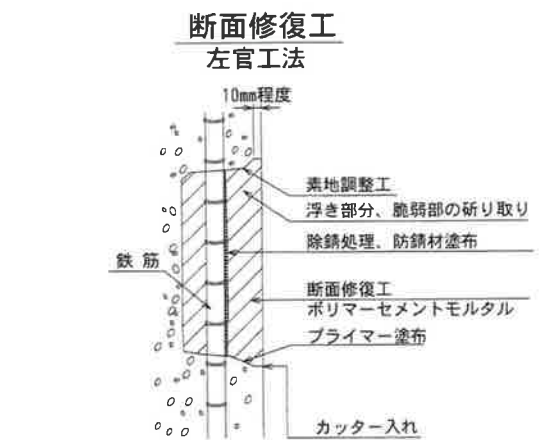 断面修復工
左官工法
10mm程度
素地調整工
浮き部分、脆弱部の斫り取り
除錆処理、防錆材塗布
鉄筋
断面修復工
ポリマーセメントモルタル
プライマー塗布
カッター入れ